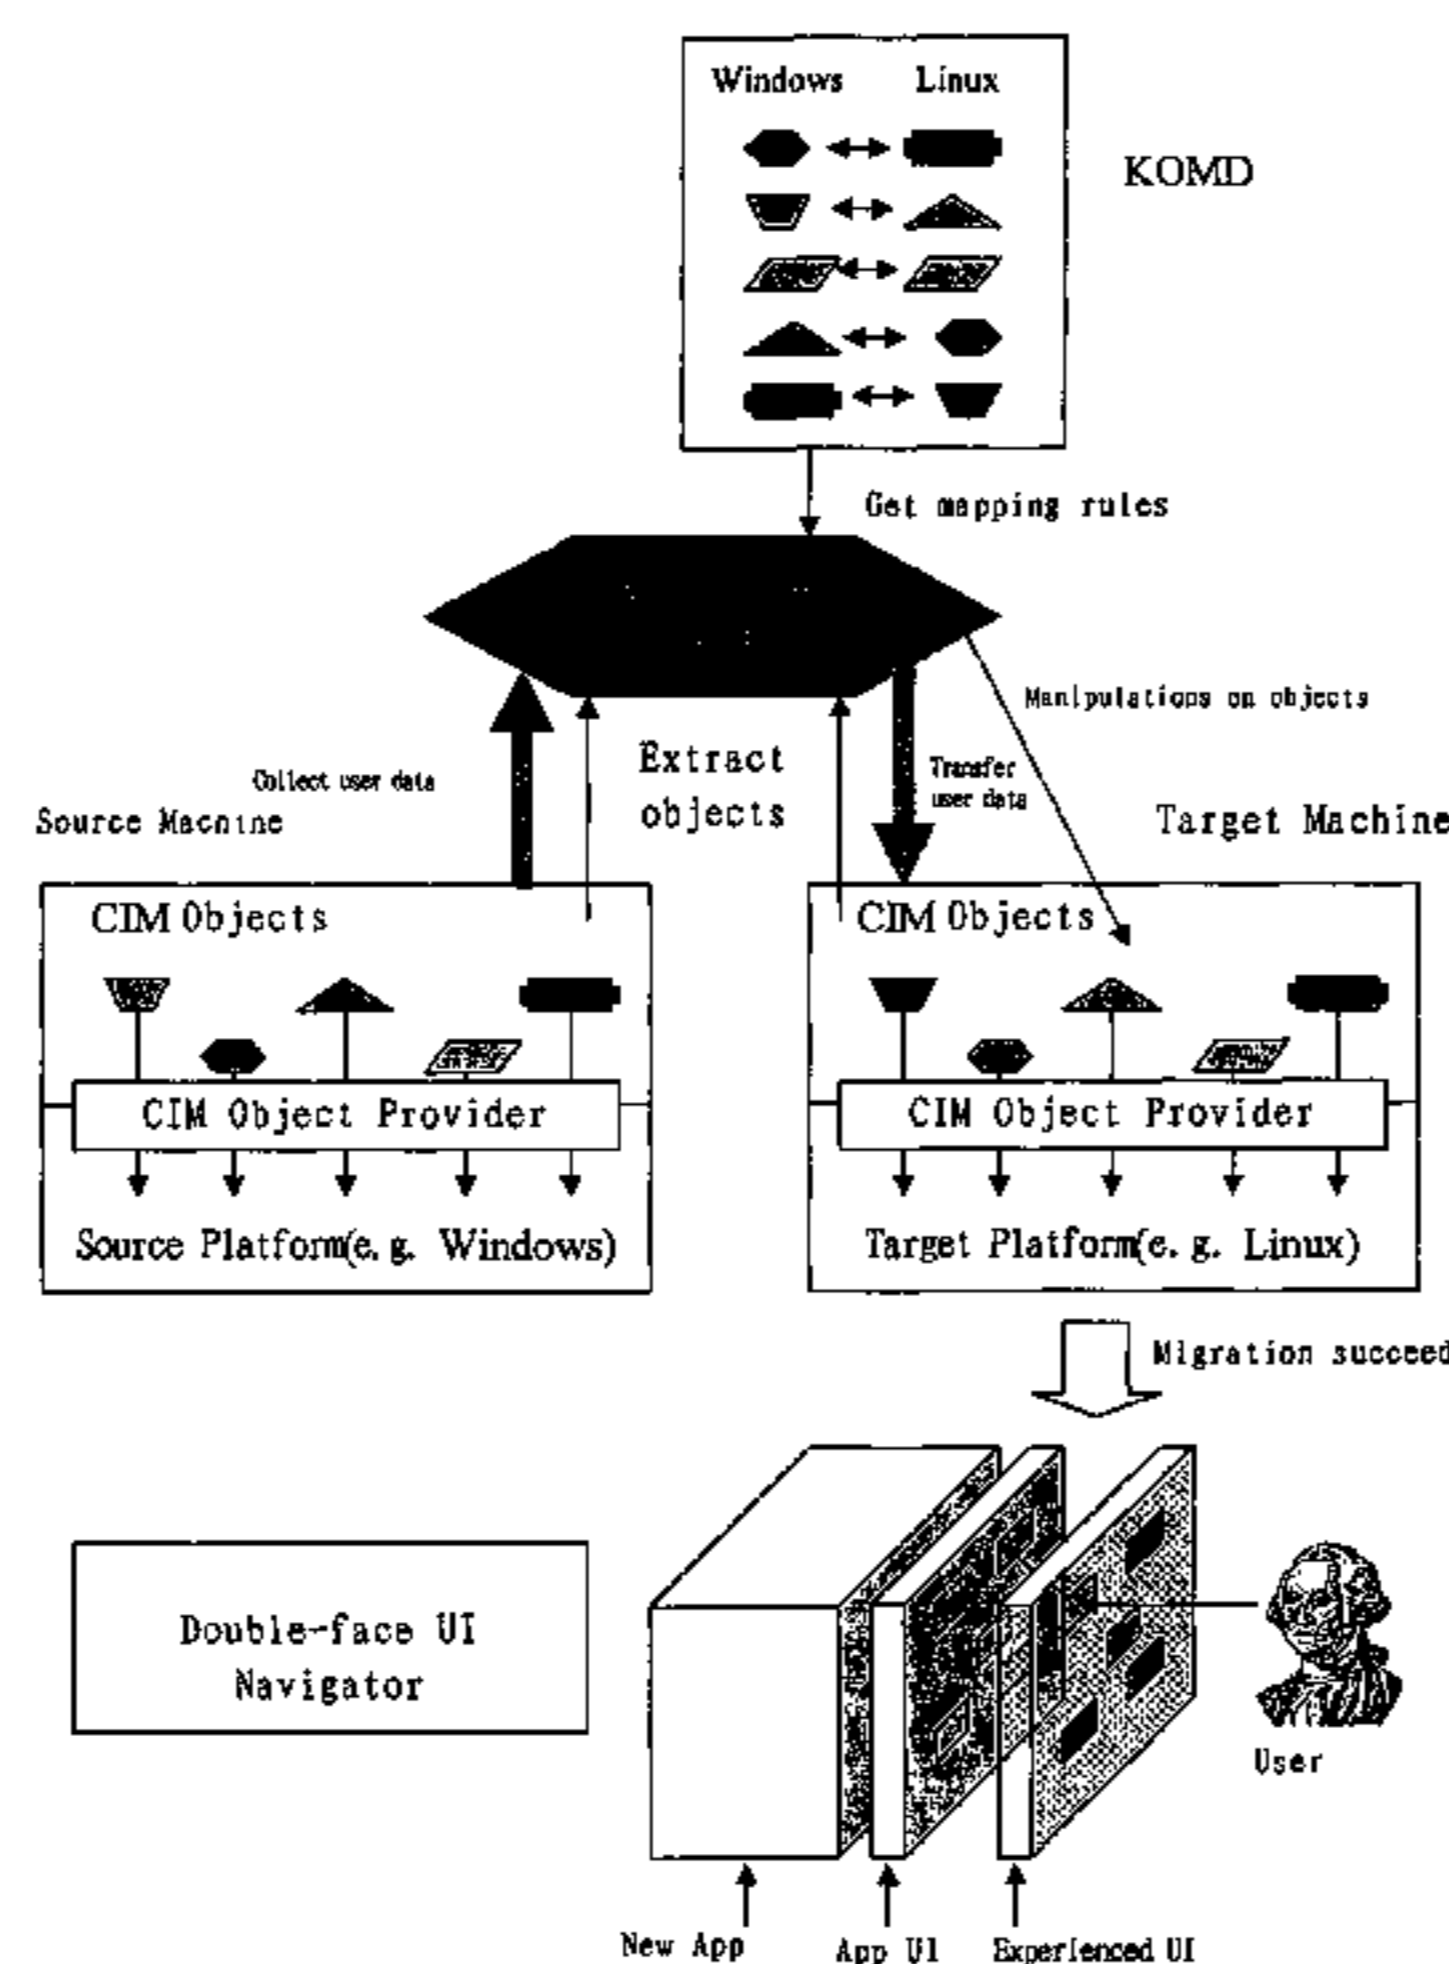 Windows Linux
KOMD
Get mapping rules
Manipulations on objects
Extract
objects
Collect user data
Transfer
user data
Source Machine
Target Machine
CIM Objects
CIM Objects
CIM Object Provider
CIM Object Provider
Source Platform(e. g. Windows)
Target Platform(e. g. Linux)
Migration succeed
Double-face UI
Navigator
User
New App
App UI
Experienced UI